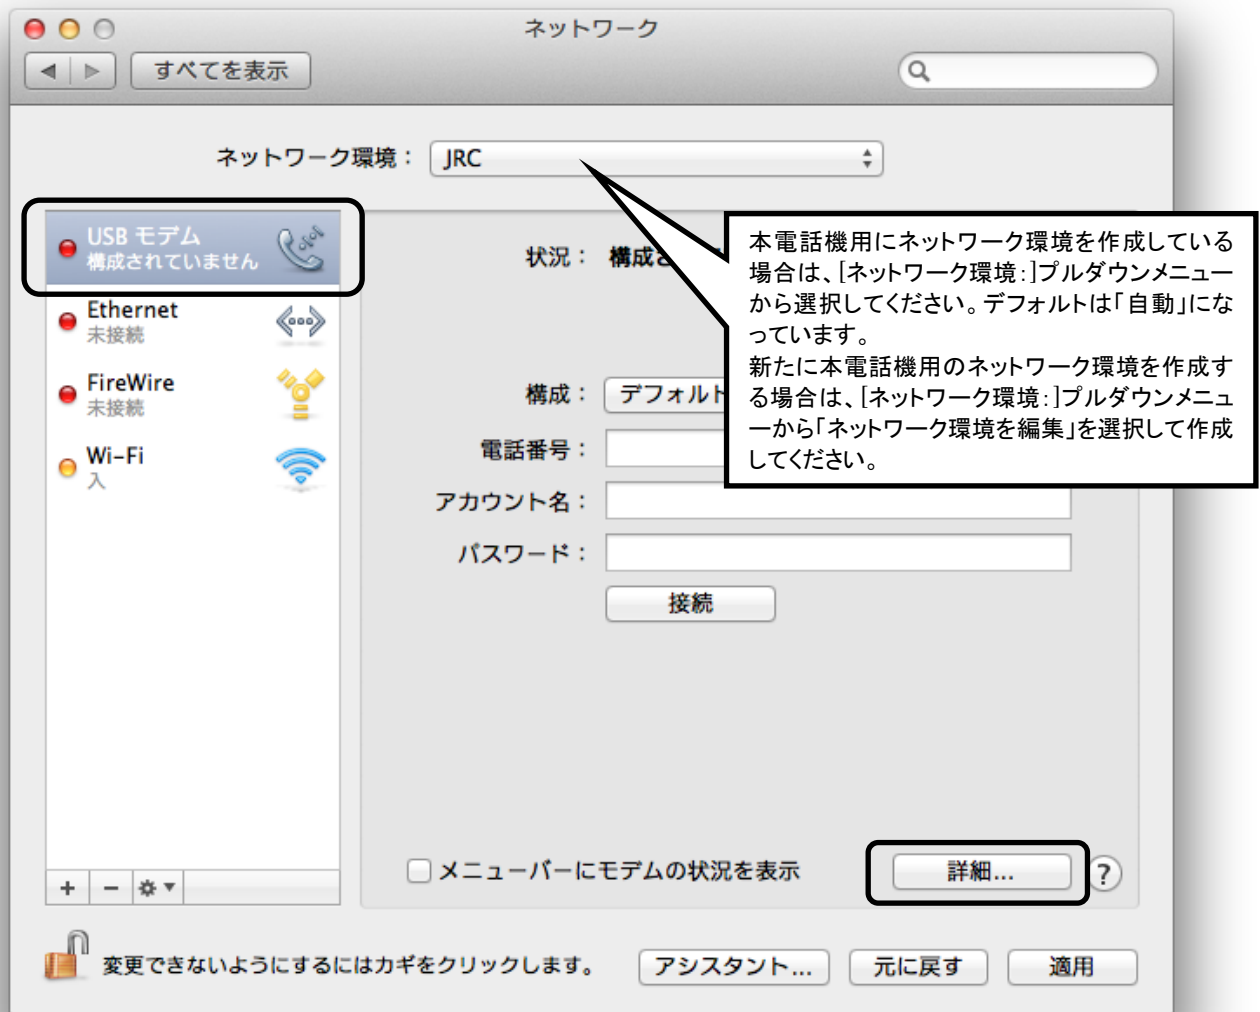 ネットワーク
すべてを表示
ネットワーク環境： JRC
USB モデム
構成されていません
Ethernet
未接続
FireWire
未接続
Wi-Fi
入
状況： 構成さ
本電話機用にネットワーク環境を作成している
場合は、[ネットワーク環境:]プルダウンメニュー
から選択してください。デフォルトは「自動」にな
っています。
新たに本電話機用のネットワーク環境を作成す
る場合は、[ネットワーク環境:]プルダウンメニュ
ーから「ネットワーク環境を編集」を選択して作成
してください。
構成： デフォルト
電話番号：
アカウント名：
パスワード：
接続
メニューバーにモデムの状況を表示
詳細... ?
変更できないようにするにはカギをクリックします。
アシスタント... 元に戻す 適用